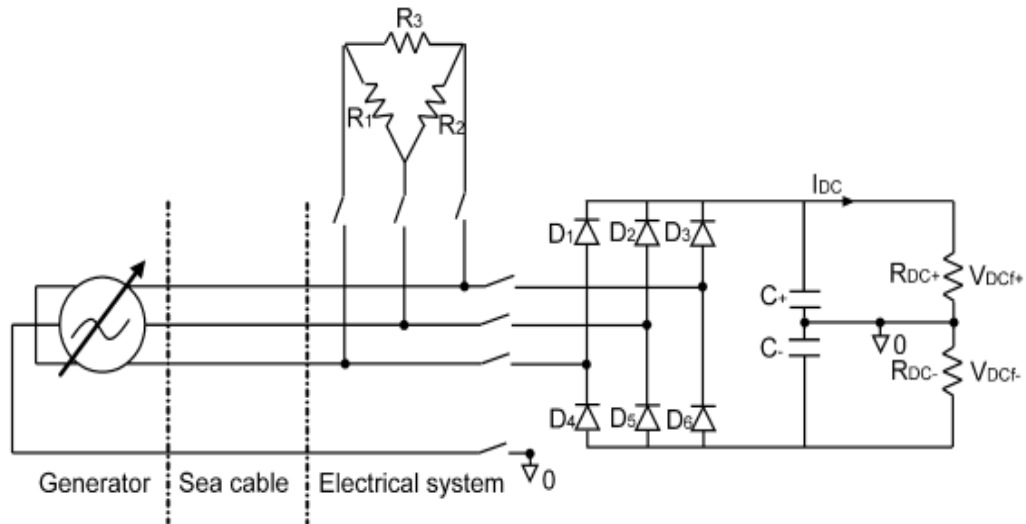 R3
R1
R2
IDC
D1
D2
D3
C+
RDC+
VDCf+
0
C-
RDC-
VDCf-
D4
D5
D6
0
Generator
Sea cable
Electrical system